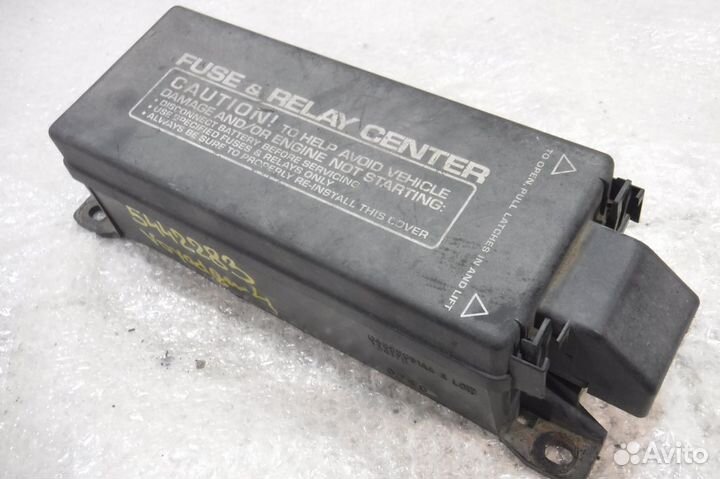 FUSE & RELAY CENTER
CAUTION! TO HELP AVOID VEHICLE
DAMAGE AND/OR ENGINE NOT STARTING:
• DISCONNECT BATTERY BEFORE SERVICING
• USE SPECIFIED FUSES & RELAYS ONLY
• ALWAYS BE SURE TO PROPERLY RE-INSTALL THIS COVER
TO OPEN, PULL LATCHES IN AND LIFT
5442283
Avito